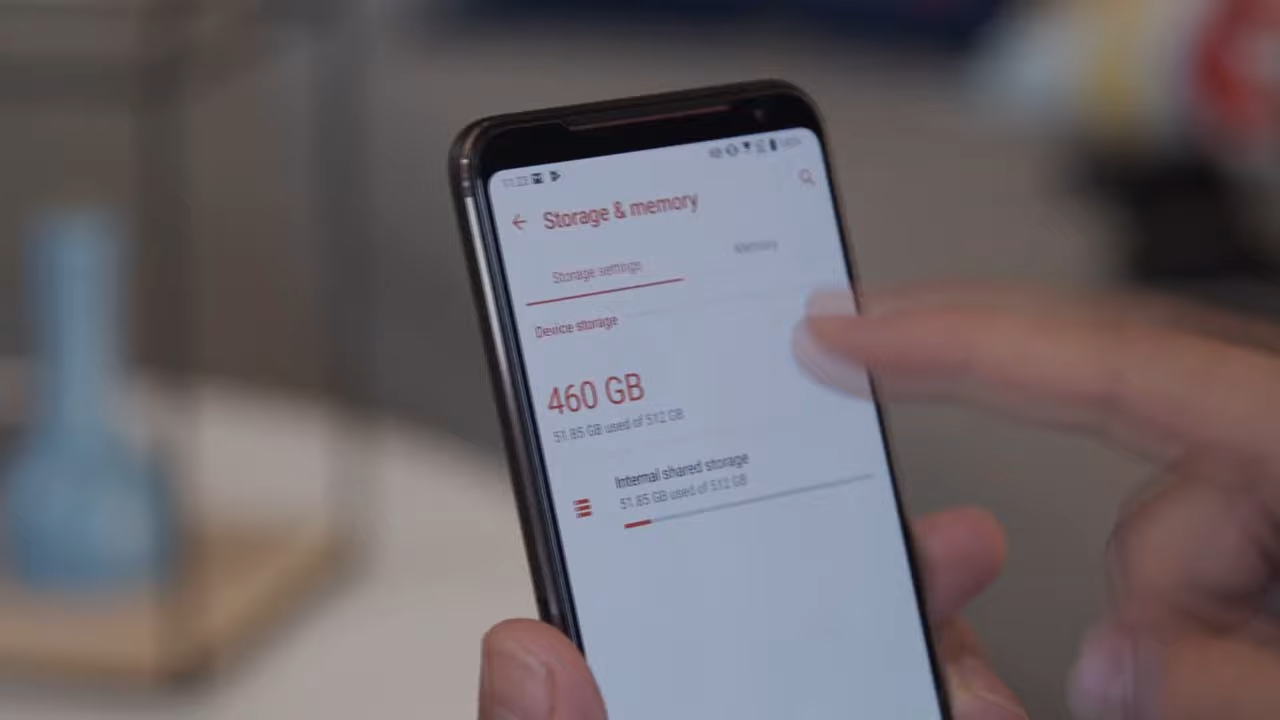 Storage & memory
Storage settings
Memory
Device storage
460 GB
51.85 GB used of 512 GB
Internal shared storage
51.85 GB used of 512 GB